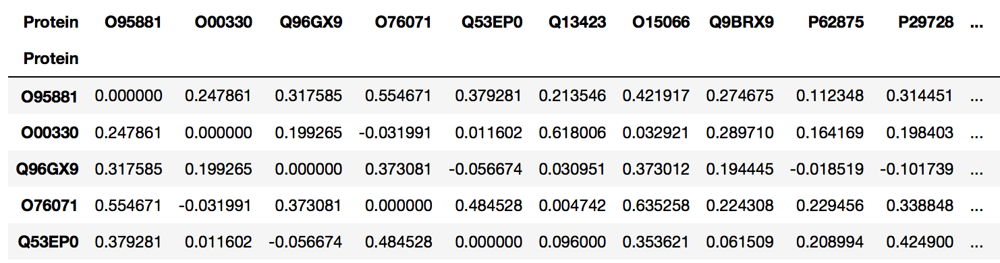 Protein O95881 O00330 Q96GX9 O76071 Q53EP0 Q13423 O15066 Q9BRX9 P62875 P29728 ...
Protein
O95881 0.000000 0.247861 0.317585 0.554671 0.379281 0.213546 0.421917 0.274675 0.112348 0.314451 ...
O00330 0.247861 0.000000 0.199265 -0.031991 0.011602 0.618006 0.032921 0.289710 0.164169 0.198403 ...
Q96GX9 0.317585 0.199265 0.000000 0.373081 -0.056674 0.030951 0.373012 0.194445 -0.018519 -0.101739 ...
O76071 0.554671 -0.031991 0.373081 0.000000 0.484528 0.004742 0.635258 0.224308 0.229456 0.338848 ...
Q53EP0 0.379281 0.011602 -0.056674 0.484528 0.000000 0.096000 0.353621 0.061509 0.208994 0.424900 ...